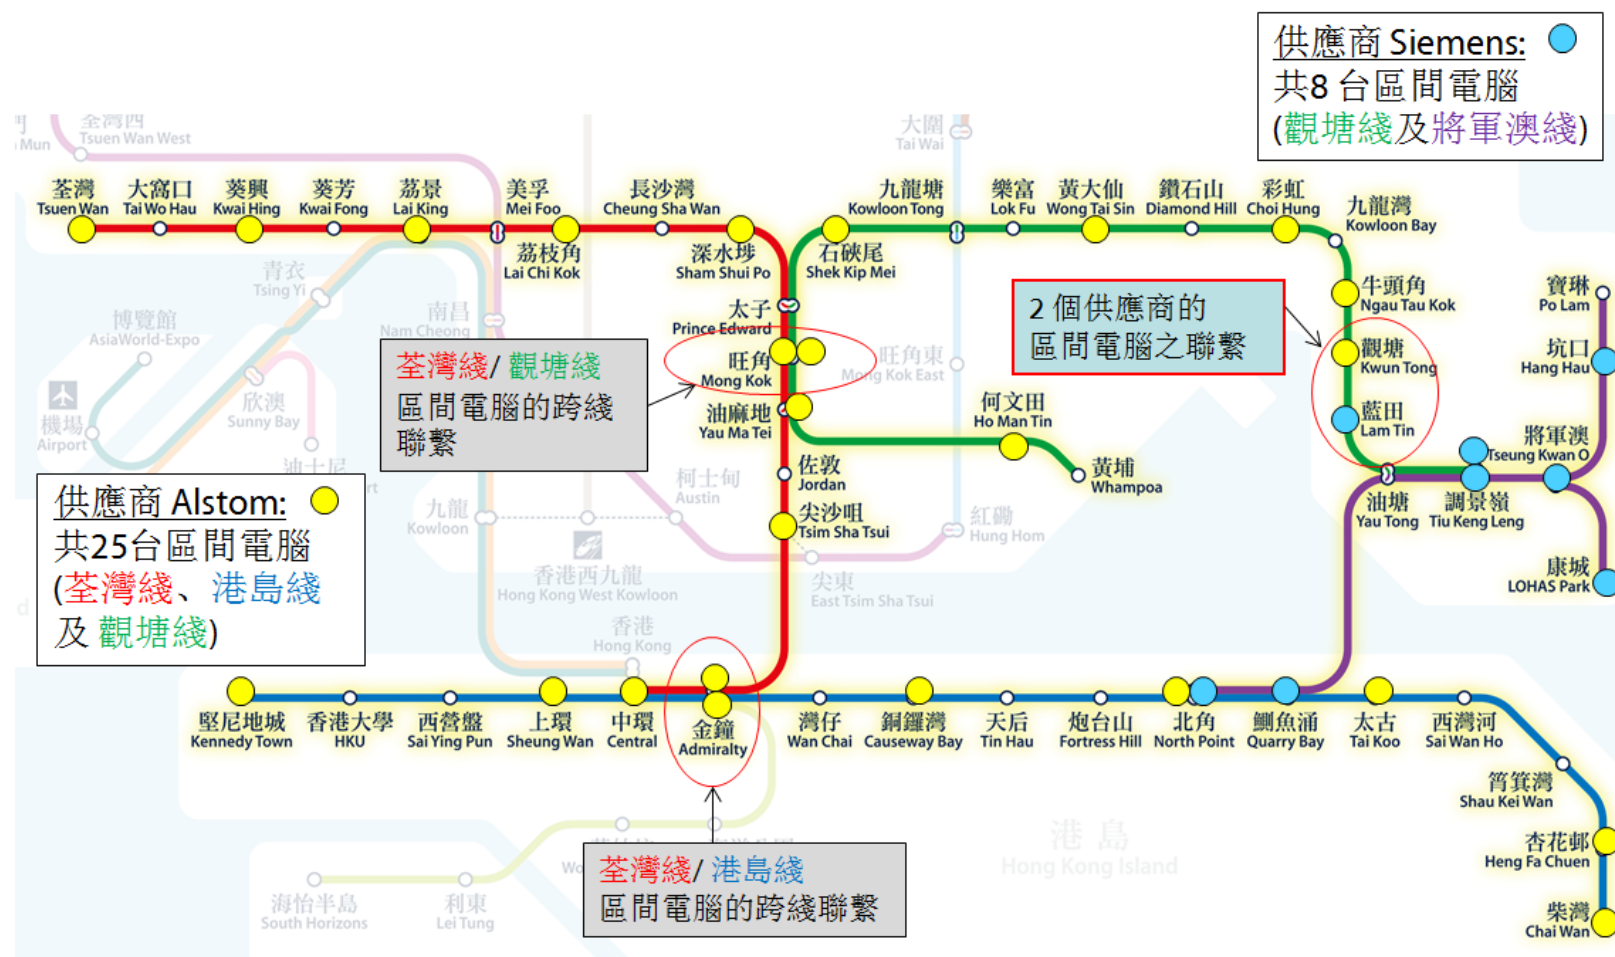 供應商 Siemens:
共8 台區間電腦
(觀塘綫及將軍澳綫)
荃灣西
Tsuen Wan West
Mun
大圍
Tai Wai
荃灣
Tsuen Wan
大窩口
Tai Wo Hau
葵興
Kwai Hing
葵芳
Kwai Fong
荔景
Lai King
美孚
Mei Foo
荔枝角
Lai Chi Kok
長沙灣
Cheung Sha Wan
深水埗
Sham Shui Po
石硤尾
Shek Kip Mei
九龍塘
Kowloon Tong
樂富
Lok Fu
黃大仙
Wong Tai Sin
鑽石山
Diamond Hill
彩虹
Choi Hung
九龍灣
Kowloon Bay
牛頭角
Ngau Tau Kok
觀塘
Kwun Tong
藍田
Lam Tin
寶琳
Po Lam
坑口
Hang Hau
將軍澳
Tseung Kwan O
調景嶺
Tiu Keng Leng
油塘
Yau Tong
康城
LOHAS Park
2 個供應商的
區間電腦之聯繫
青衣
Tsing Yi
博覽館
AsiaWorld-Expo
機場
Airport
欣澳
Sunny Bay
迪士尼
南昌
Nam Cheong
太子
Prince Edward
旺角
Mong Kok
旺角東
Mong Kok East
油麻地
Yau Ma Tei
何文田
Ho Man Tin
黃埔
Whampoa
荃灣綫/ 觀塘綫
區間電腦的跨綫
聯繫
佐敦
Jordan
尖沙咀
Tsim Sha Tsui
柯士甸
Austin
九龍
Kowloon
香港西九龍
Hong Kong West Kowloon
紅磡
Hung Hom
尖東
East Tsim Sha Tsui
供應商 Alstom:
共25台區間電腦
(荃灣綫、港島綫
及 觀塘綫)
香港
Hong Kong
堅尼地城
Kennedy Town
香港大學
HKU
西營盤
Sai Ying Pun
上環
Sheung Wan
中環
Central
金鐘
Admiralty
灣仔
Wan Chai
銅鑼灣
Causeway Bay
天后
Tin Hau
炮台山
Fortress Hill
北角
North Point
鰂魚涌
Quarry Bay
太古
Tai Koo
西灣河
Sai Wan Ho
筲箕灣
Shau Kei Wan
杏花邨
Heng Fa Chuen
柴灣
Chai Wan
港島
Hong Kong Island
荃灣綫/ 港島綫
區間電腦的跨綫聯繫
海怡半島
South Horizons
利東
Lei Tung